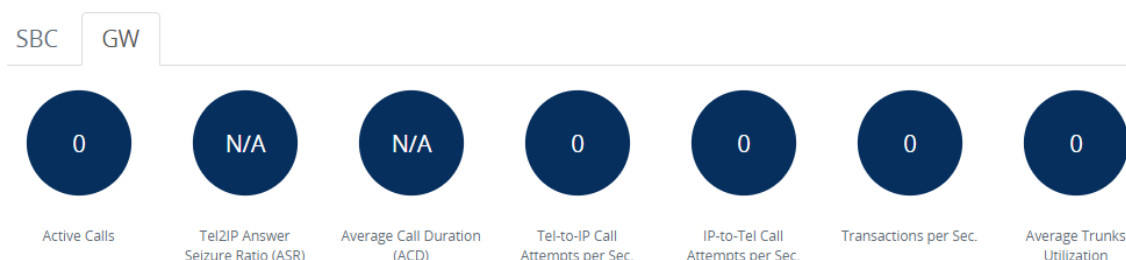 SBC GW
0 N/A N/A 0 0 0 0
Active Calls Tel2IP Answer Average Call Duration Tel-to-IP Call IP-to-Tel Call Transactions per Sec. Average Trunks
Seizure Ratio (ASR) (ACD) Attempts per Sec. Attempts per Sec. Utilization